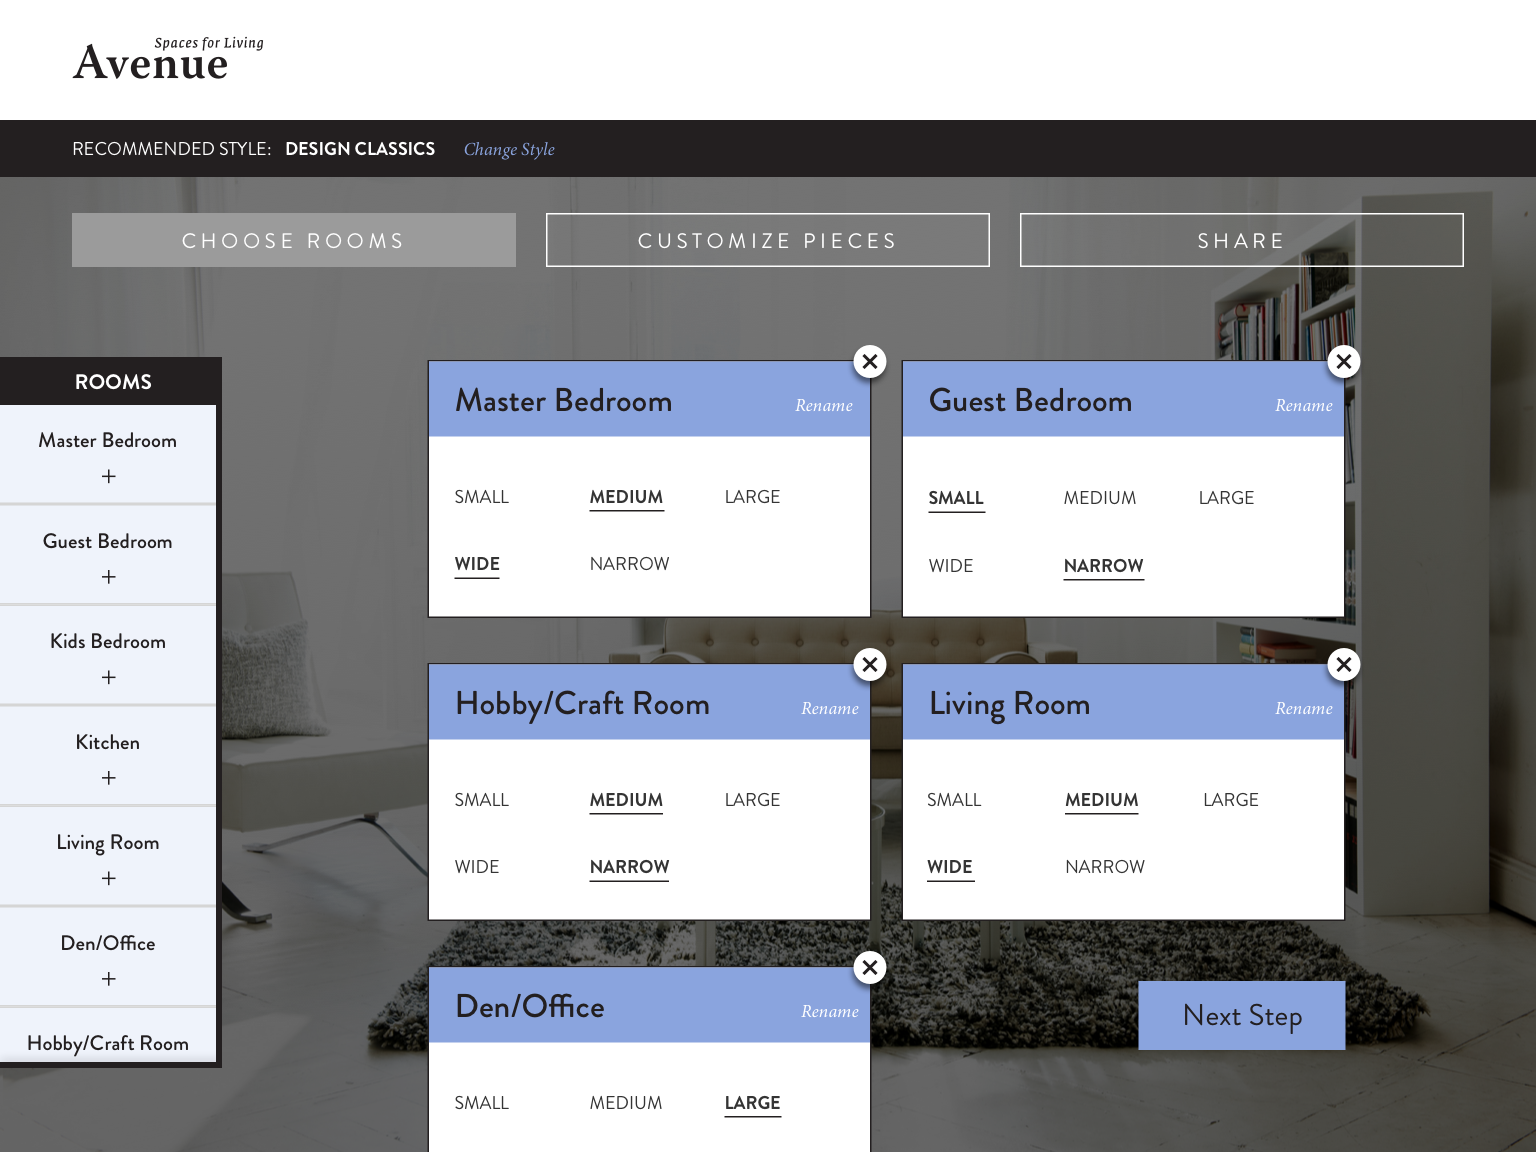 Spaces for Living
Avenue
RECOMMENDED STYLE: DESIGN CLASSICS Change Style
CHOOSE ROOMS
CUSTOMIZE PIECES
SHARE
ROOMS
Master Bedroom
+
Guest Bedroom
+
Kids Bedroom
+
Kitchen
+
Living Room
+
Den/Office
+
Hobby/Craft Room
Master Bedroom Rename
SMALL MEDIUM LARGE
WIDE NARROW
Guest Bedroom Rename
SMALL MEDIUM LARGE
WIDE NARROW
Hobby/Craft Room Rename
SMALL MEDIUM LARGE
WIDE NARROW
Living Room Rename
SMALL MEDIUM LARGE
WIDE NARROW
Den/Office Rename
SMALL MEDIUM LARGE
Next Step